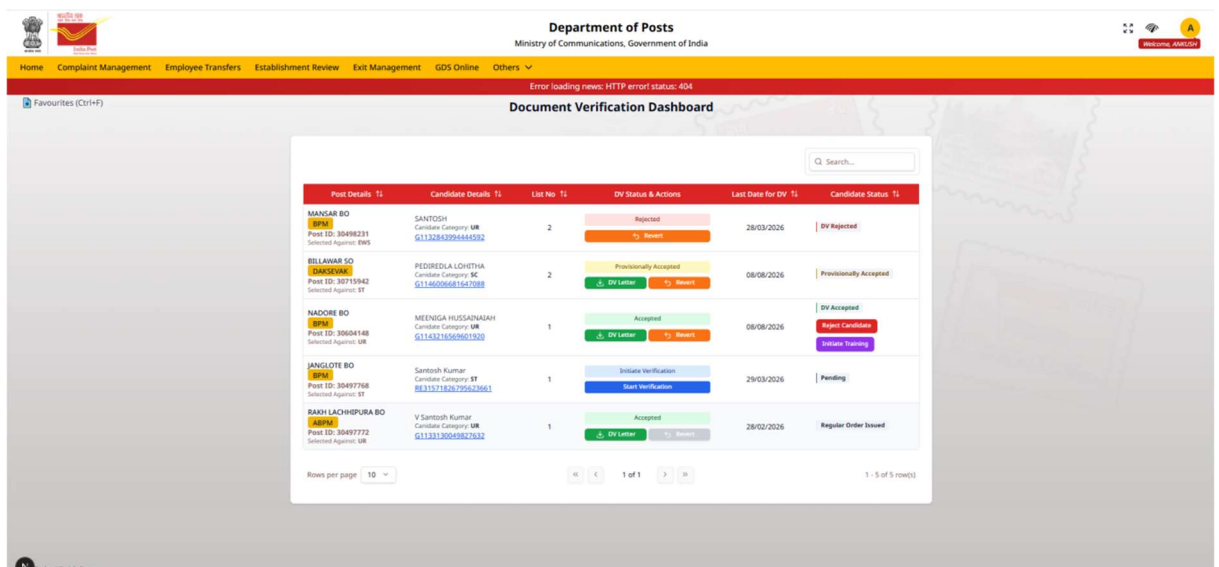 भारतीय डाक
India Post
Department of Posts
Ministry of Communications, Government of India
A
Welcome, ANKUSH
Home Complaint Management Employee Transfers Establishment Review Exit Management GDS Online Others
Error loading news: HTTP error! status: 404
Favourites (Ctrl+F)
Document Verification Dashboard
Search...
Post Details Candidate Details List No DV Status & Actions Last Date for DV Candidate Status
MANSAR BO
BPM
Post ID: 30498231
Selected Against: EWS
SANTOSH
Canidate Category: UR
G1132843994444592
2
Rejected
Revert
28/03/2026
DV Rejected
BILLAWAR SO
DAKSEVAK
Post ID: 30715942
Selected Against: ST
PEDIREDLA LOHITHA
Canidate Category: SC
G1146006681647088
2
Provisionally Accepted
DV Letter Revert
08/08/2026
Provisionally Accepted
NADORE BO
BPM
Post ID: 30604148
Selected Against: UR
MEENIGA HUSSAINAIAH
Canidate Category: UR
G1143216569601920
1
Accepted
DV Letter Revert
08/08/2026
DV Accepted
Reject Candidate
Initiate Training
JANGLOTE BO
BPM
Post ID: 30497768
Selected Against: ST
Santosh Kumar
Canidate Category: ST
RE31571826795623661
1
Initiate Verification
Start Verification
29/03/2026
Pending
RAKH LACHHIPURA BO
ABPM
Post ID: 30497772
Selected Against: UR
V Santosh Kumar
Canidate Category: UR
G1133130049827632
1
Accepted
DV Letter Revert
28/02/2026
Regular Order Issued
Rows per page 10
« < 1 of 1 > »
1 - 5 of 5 row(s)